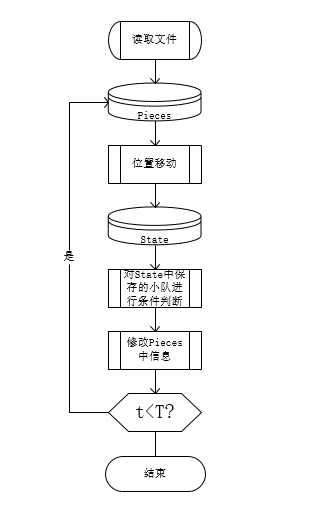 读取文件
Pieces
位置移动
State
是
对State中保
存的小队进
行条件判断
修改Pieces
中信息
t<T?
结束